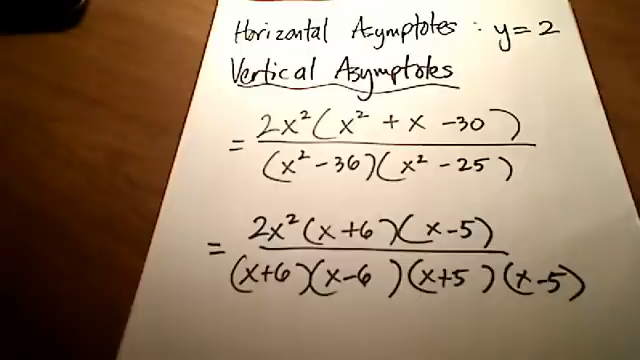 Horizontal Asymptotes : y = 2
Vertical Asymptotes
= 2x²(x² + x - 30) / (x² - 36)(x² - 25)
= 2x²(x+6)(x-5) / (x+6)(x-6)(x+5)(x-5)